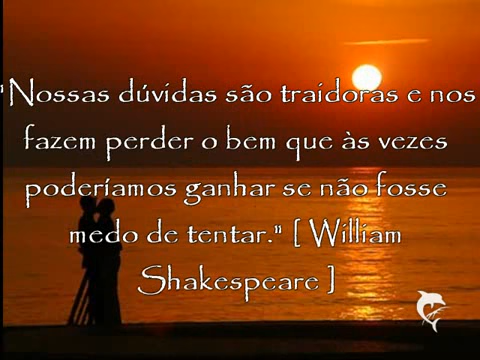 "Nossas dúvidas são traidoras e nos
fazem perder o bem que às vezes
poderíamos ganhar se não fosse
medo de tentar." [ William
Shakespeare ]